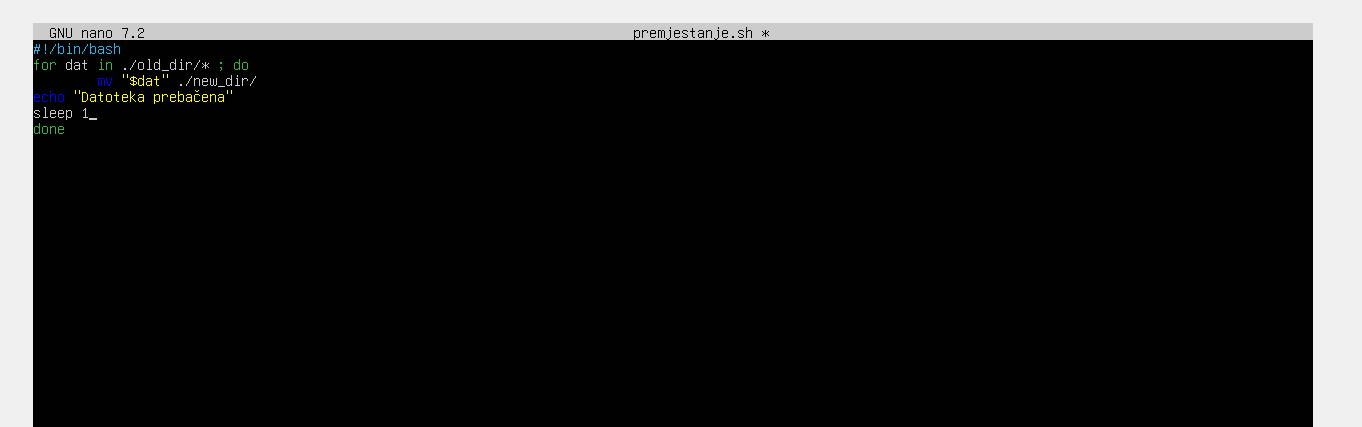 GNU nano 7.2 premjestanje.sh *
#!/bin/bash
for dat in ./old_dir/* ; do
        mv "$dat" ./new_dir/
echo "Datoteka prebačena"
sleep 1_
done